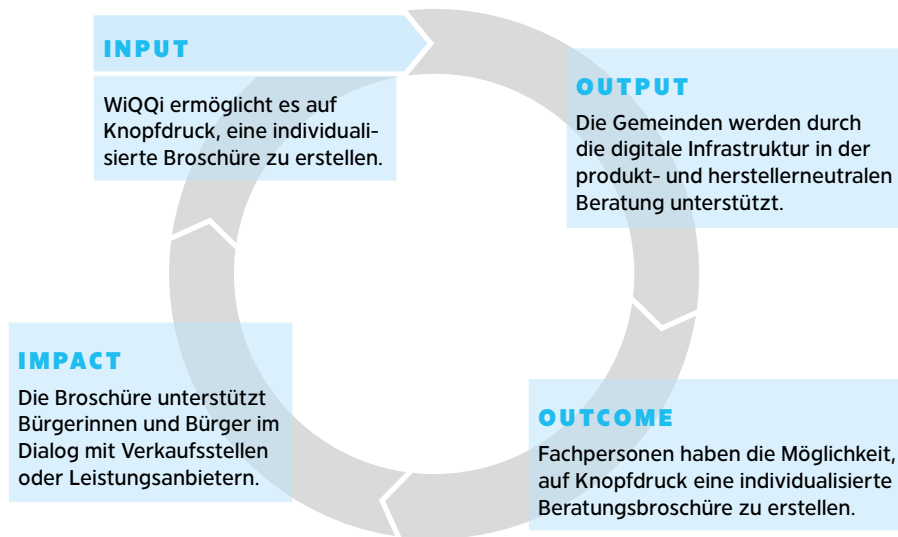 INPUT
WiQQi ermöglicht es auf
Knopfdruck, eine individuali-
sierte Broschüre zu erstellen.
OUTPUT
Die Gemeinden werden durch
die digitale Infrastruktur in der
produkt- und herstellerneutralen
Beratung unterstützt.
OUTCOME
Fachpersonen haben die Möglichkeit,
auf Knopfdruck eine individualisierte
Beratungsbroschüre zu erstellen.
IMPACT
Die Broschüre unterstützt
Bürgerinnen und Bürger im
Dialog mit Verkaufsstellen
oder Leistungsanbietern.